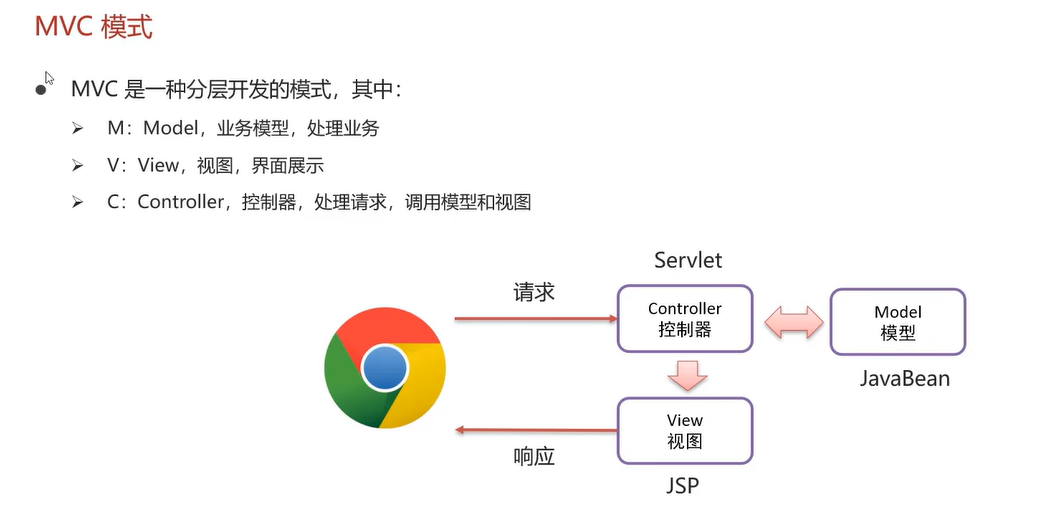 MVC 模式
MVC 是一种分层开发的模式，其中：
M：Model，业务模型，处理业务
V：View，视图，界面展示
C：Controller，控制器，处理请求，调用模型和视图
Servlet
请求
Controller
控制器
Model
模型
JavaBean
View
视图
响应
JSP